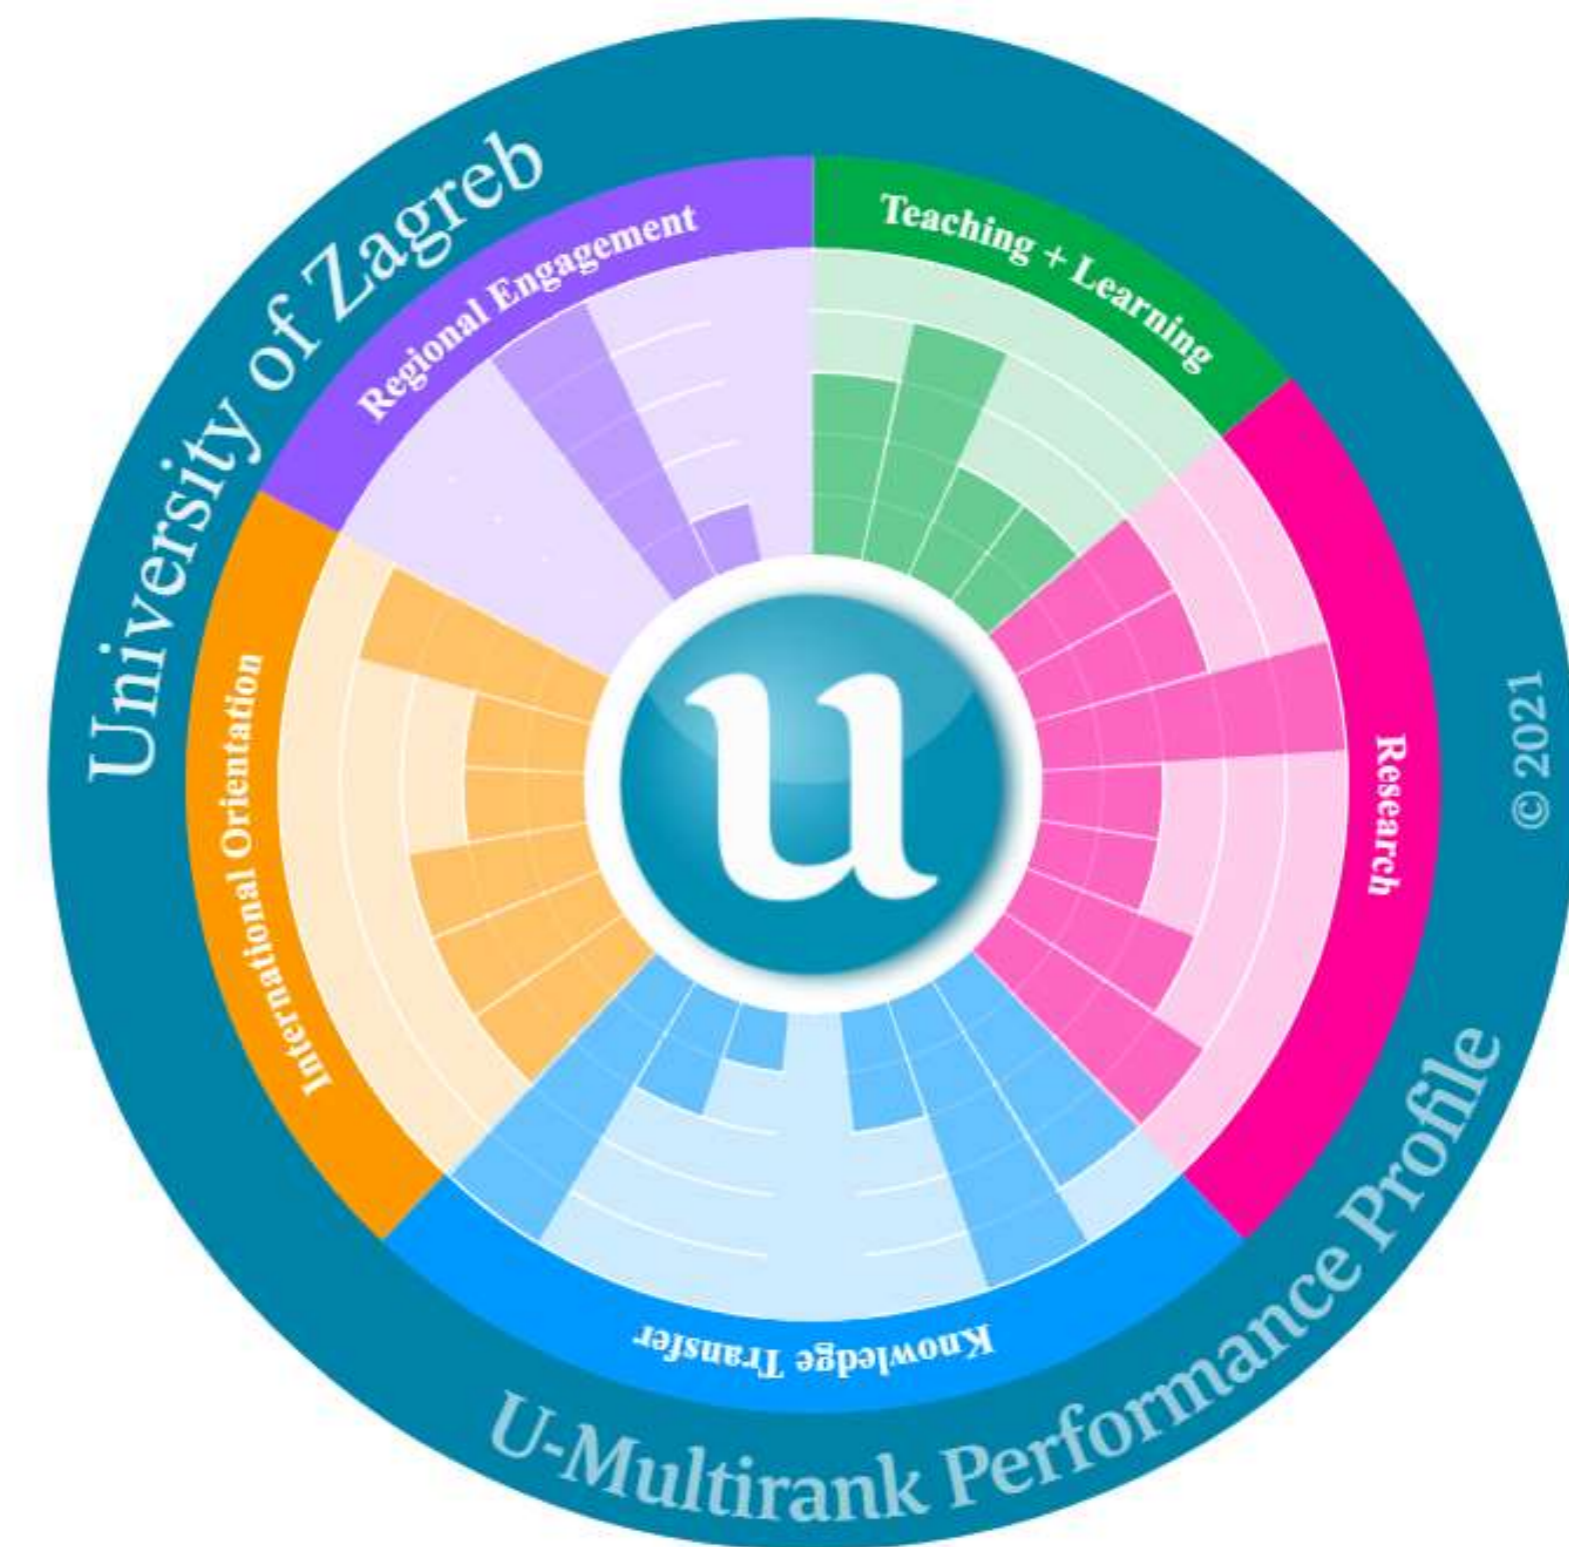 University of Zagreb
Regional Engagement
Teaching + Learning
Research
© 2021
International Orientation
Knowledge Transfer
u
U-Multirank Performance Profile